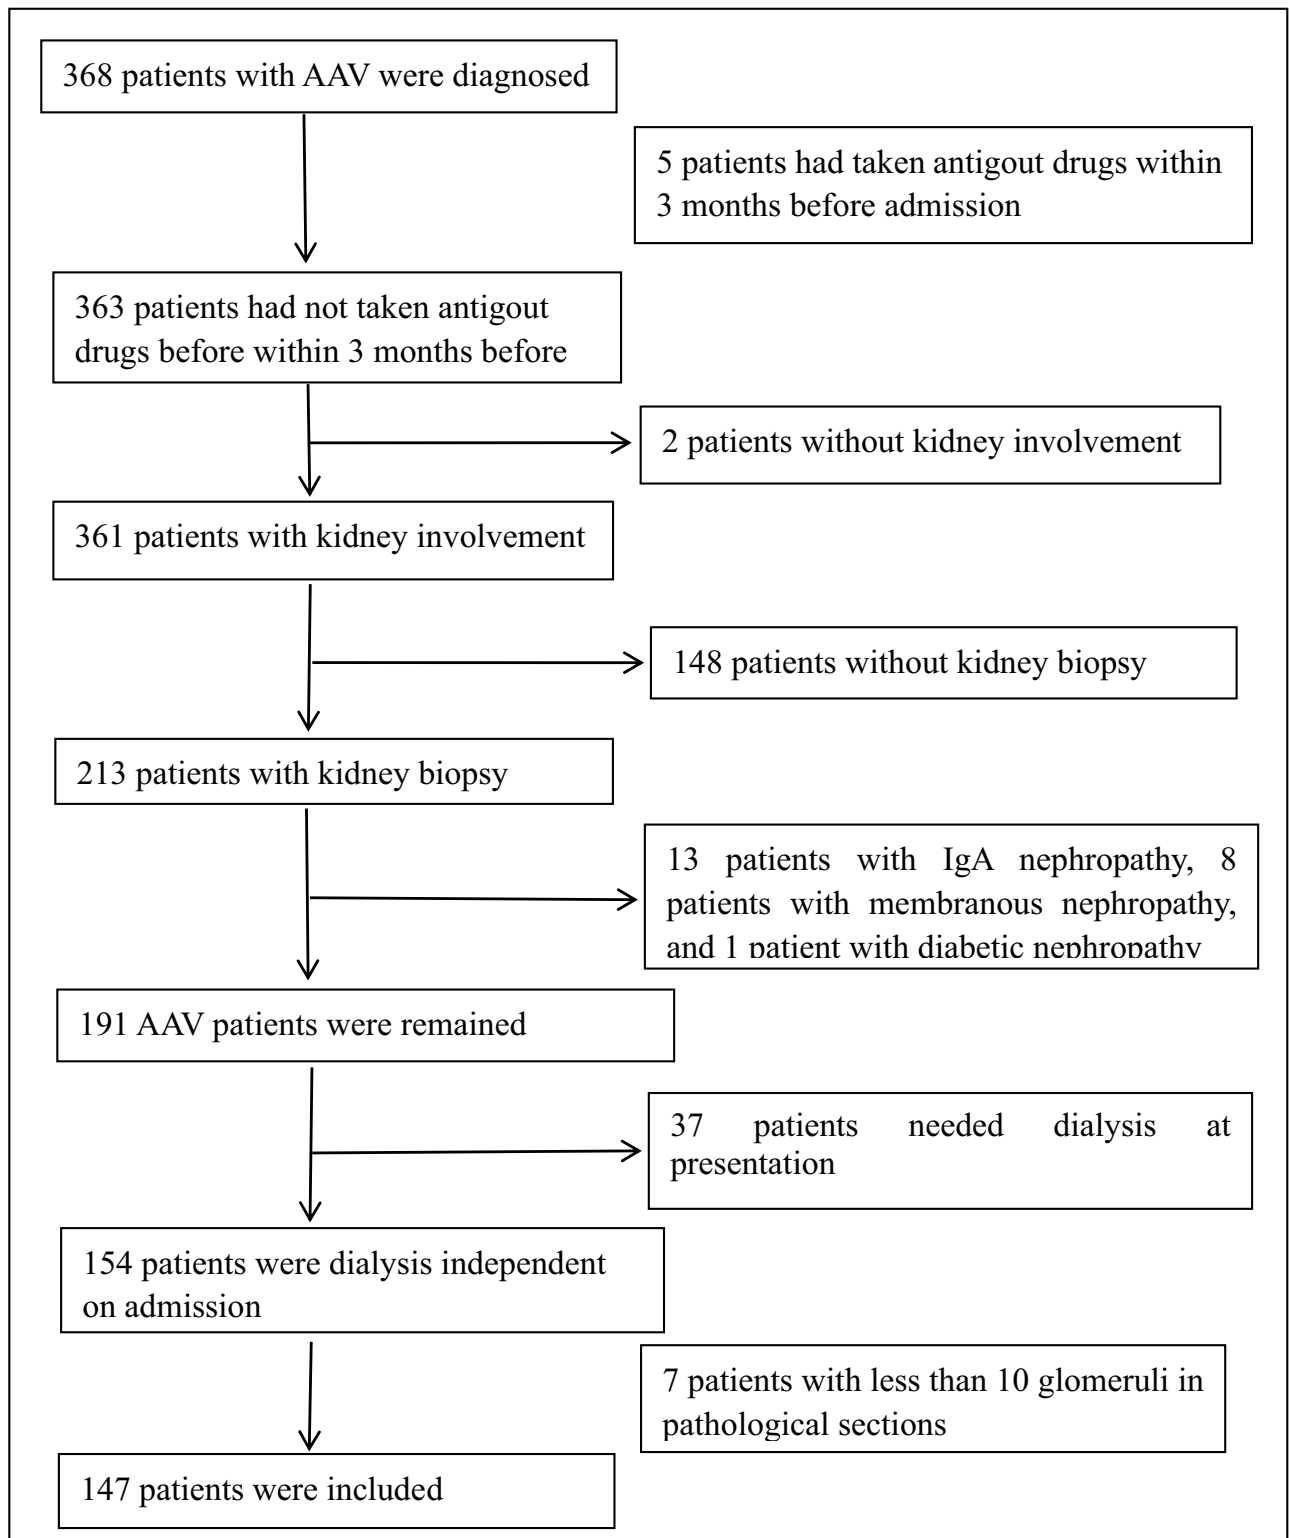 368 patients with AAV were diagnosed
5 patients had taken antigout drugs within
3 months before admission
363 patients had not taken antigout
drugs before within 3 months before
2 patients without kidney involvement
361 patients with kidney involvement
148 patients without kidney biopsy
213 patients with kidney biopsy
13 patients with IgA nephropathy, 8
patients with membranous nephropathy,
and 1 patient with diabetic nephropathy
191 AAV patients were remained
37 patients needed dialysis at
presentation
154 patients were dialysis independent
on admission
7 patients with less than 10 glomeruli in
pathological sections
147 patients were included